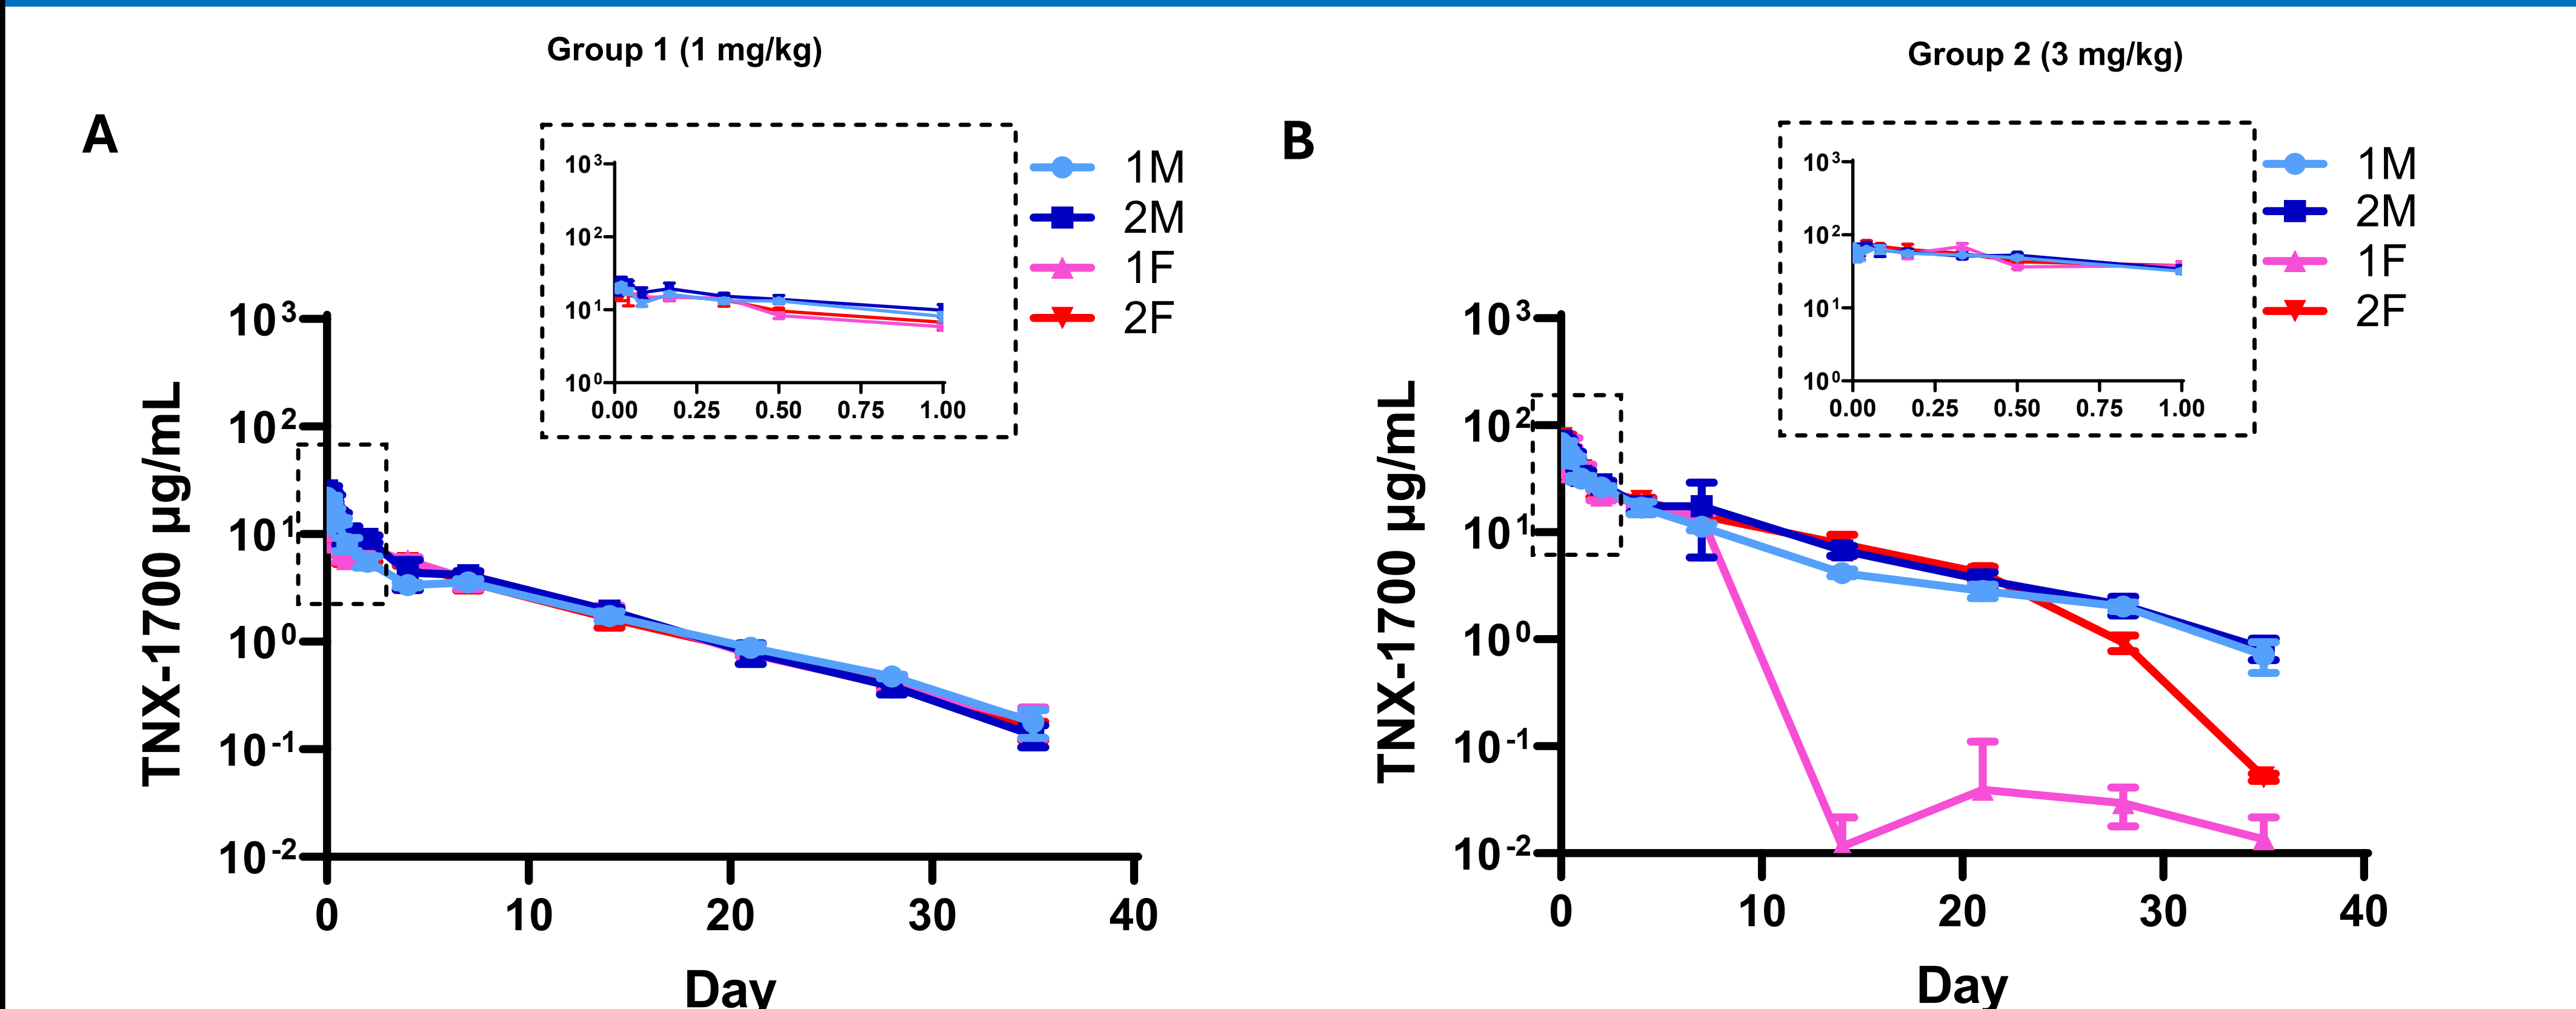 Group 1 (1 mg/kg)
A
10³
10²
10¹
10⁰
0.00 0.25 0.50 0.75 1.00
1M
2M
1F
2F
TNX-1700 µg/mL
10³
10²
10¹
10⁰
10⁻¹
10⁻²
0 10 20 30 40
Day
Group 2 (3 mg/kg)
B
10³
10²
10¹
10⁰
0.00 0.25 0.50 0.75 1.00
1M
2M
1F
2F
TNX-1700 µg/mL
10³
10²
10¹
10⁰
10⁻¹
10⁻²
0 10 20 30 40
Day